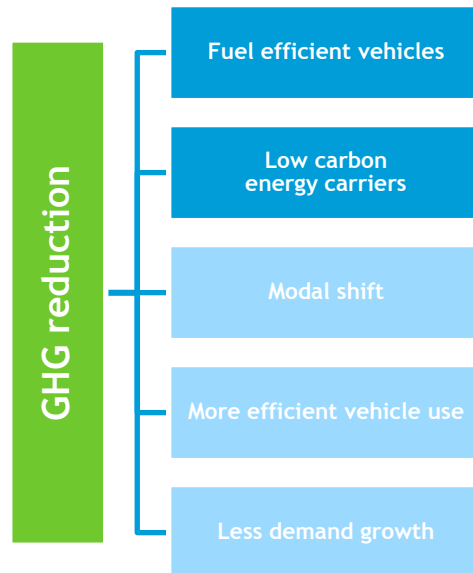 GHG reduction
Fuel efficient vehicles
Low carbon
energy carriers
Modal shift
More efficient vehicle use
Less demand growth